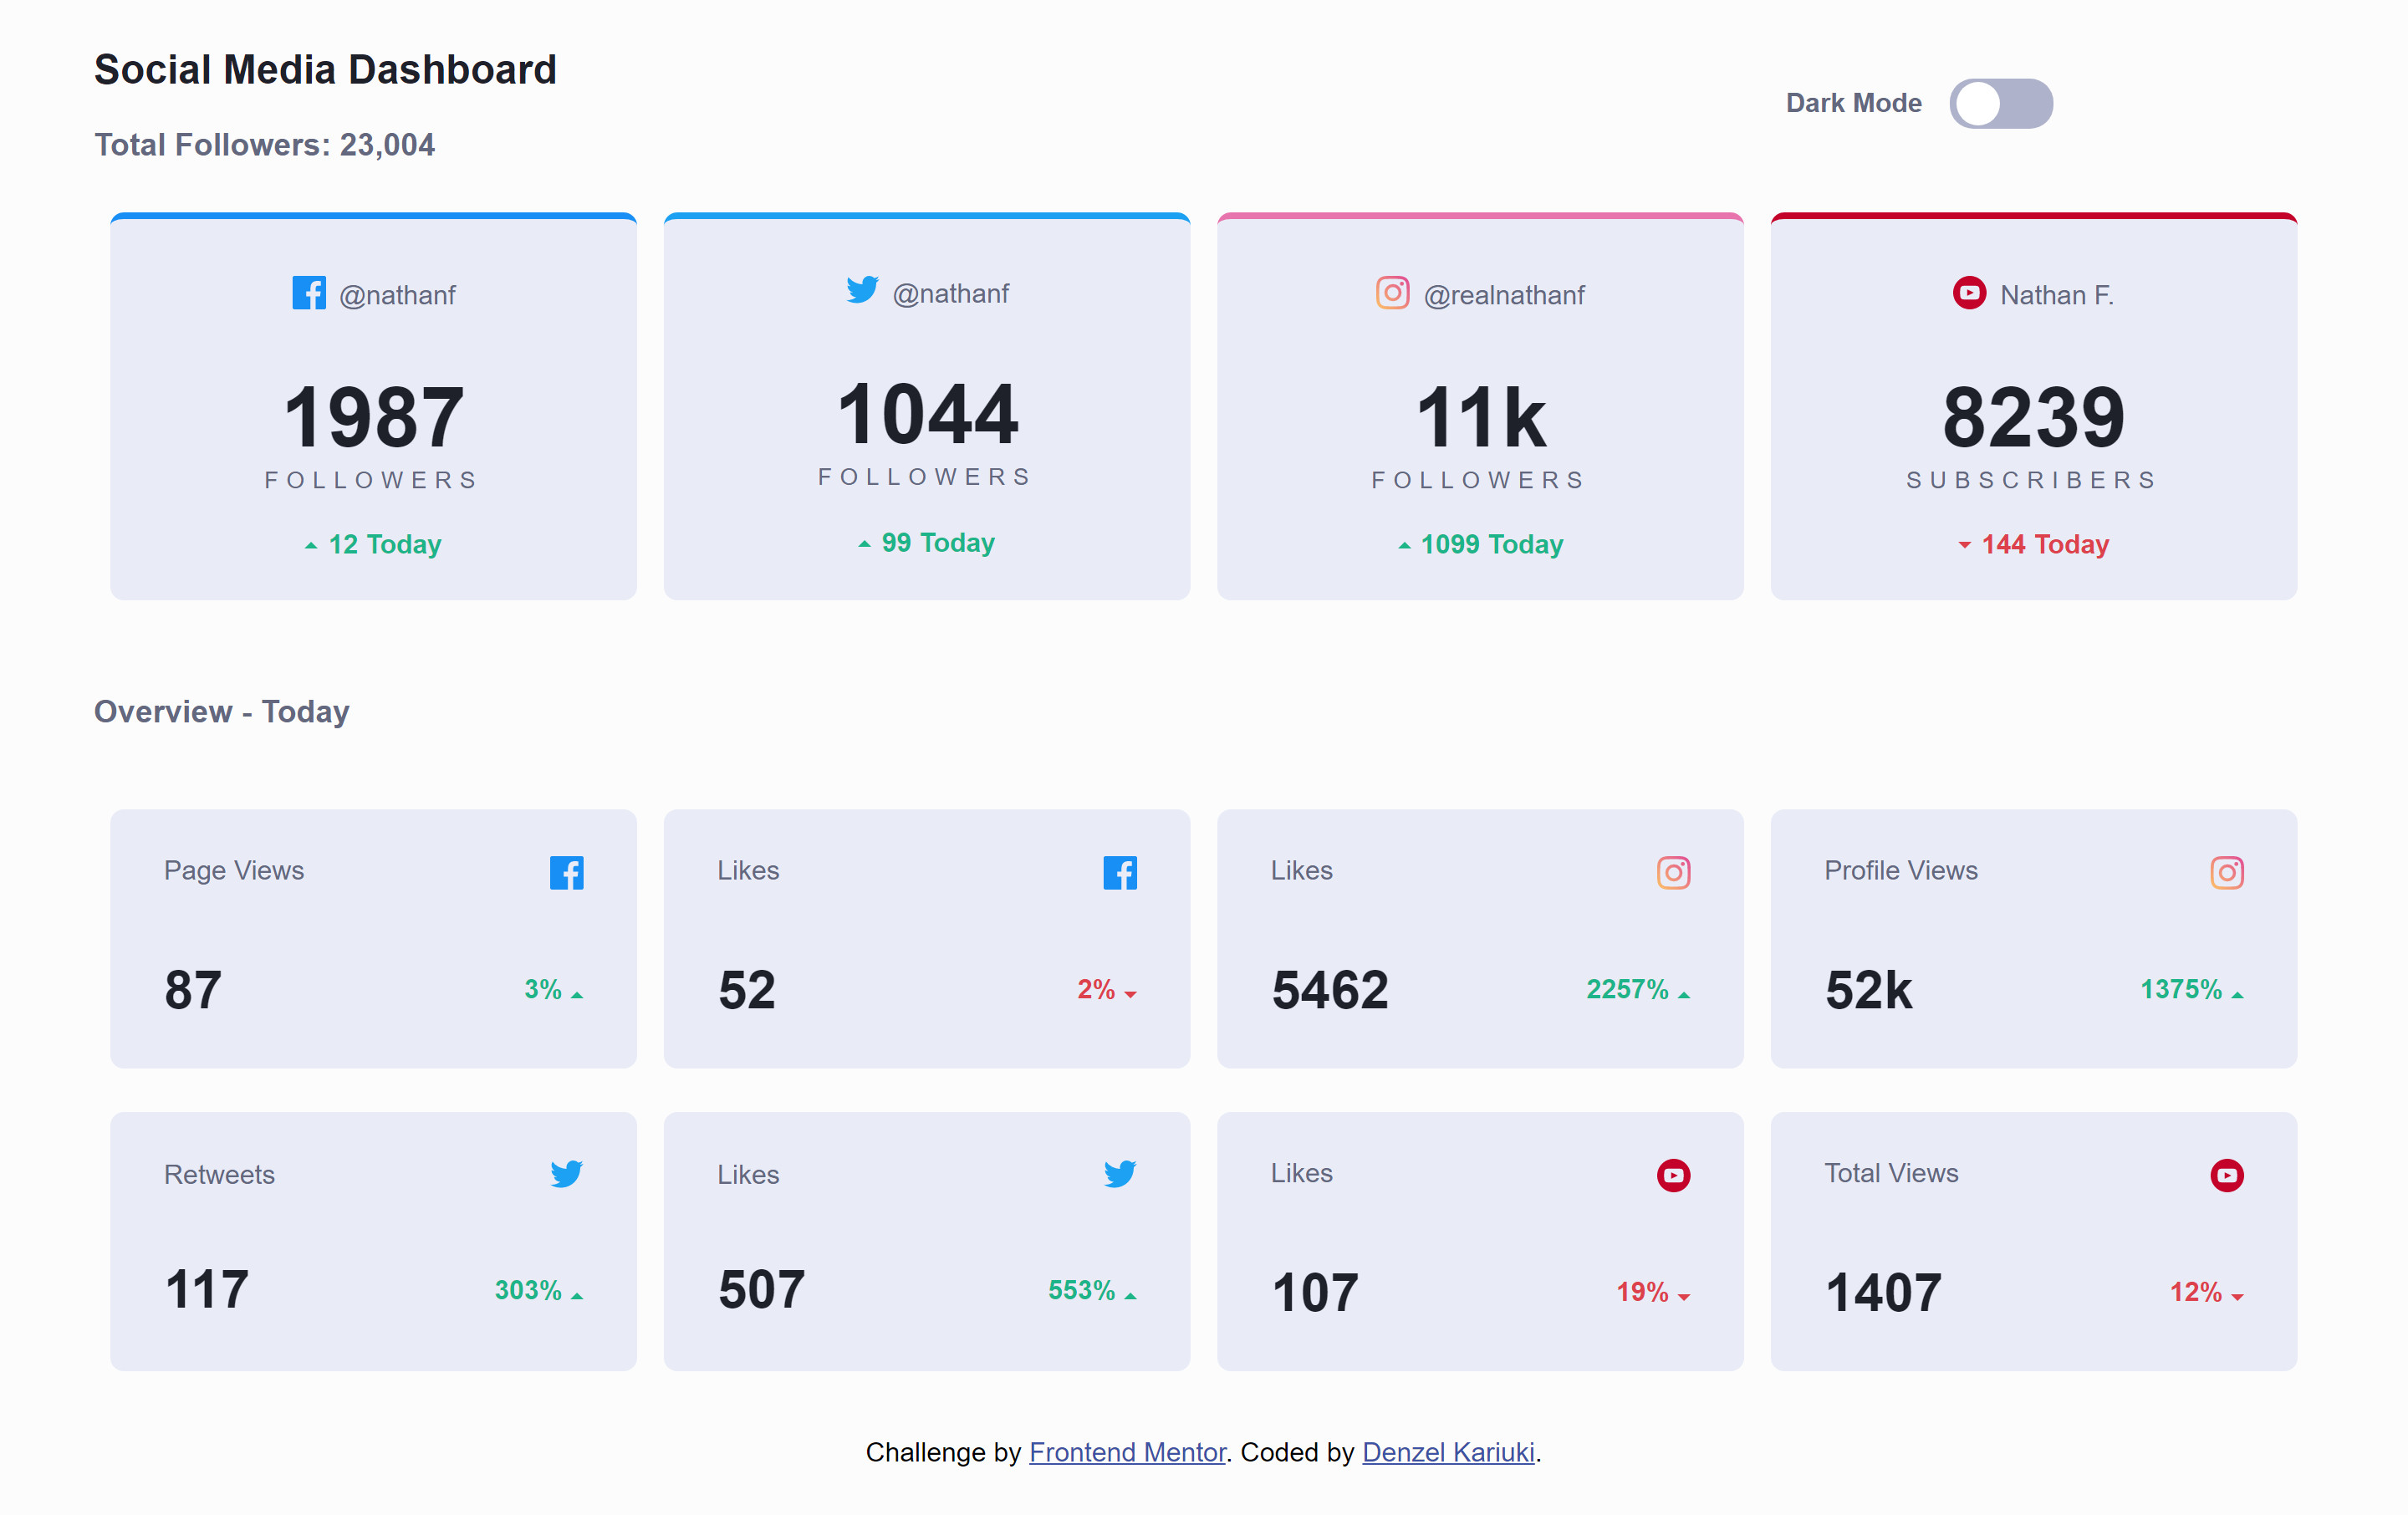 Social Media Dashboard
Total Followers: 23,004
Dark Mode
@nathanf
1987
FOLLOWERS
12 Today
@nathanf
1044
FOLLOWERS
99 Today
@realnathanf
11k
FOLLOWERS
1099 Today
Nathan F.
8239
SUBSCRIBERS
144 Today
Overview - Today
Page Views
87
3%
Likes
52
2%
Likes
5462
2257%
Profile Views
52k
1375%
Retweets
117
303%
Likes
507
553%
Likes
107
19%
Total Views
1407
12%
Challenge by Frontend Mentor. Coded by Denzel Kariuki.